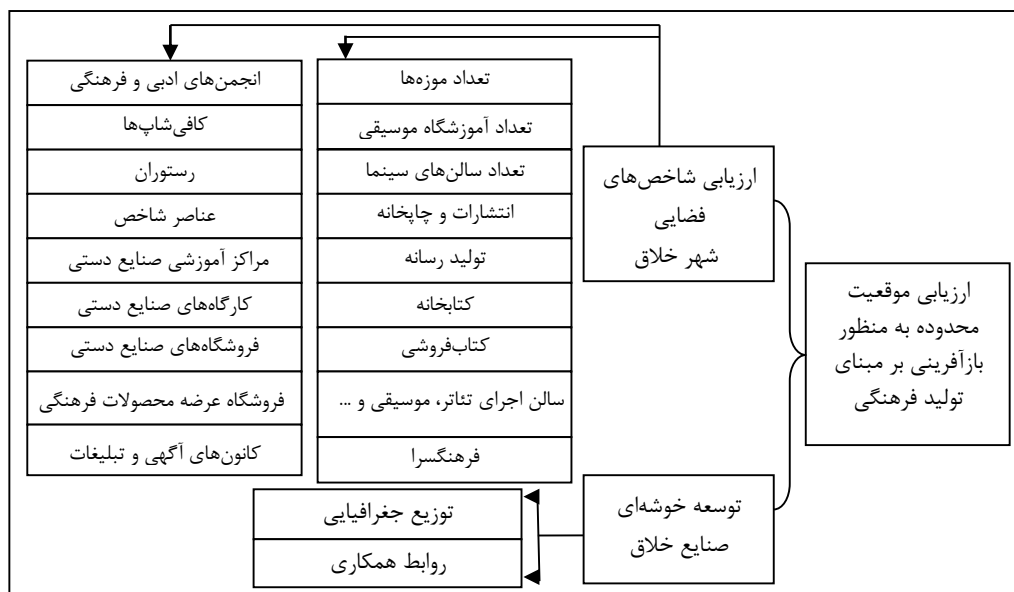 ارزیابی موقعیت
محدوده به منظور
بازآفرینی بر مبنای
تولید فرهنگی
ارزیابی شاخص‌های
فضایی
شهر خلاق
تعداد موزه‌ها
تعداد آموزشگاه موسیقی
تعداد سالن‌های سینما
انتشارات و چاپخانه
تولید رسانه
کتابخانه
کتاب‌فروشی
سالن اجرای تئاتر، موسیقی و ...
فرهنگسرا
انجمن‌های ادبی و فرهنگی
کافی‌شاپ‌ها
رستوران
عناصر شاخص
مراکز آموزشی صنایع دستی
کارگاه‌های صنایع دستی
فروشگاه‌های صنایع دستی
فروشگاه عرضه محصولات فرهنگی
کانون‌های آگهی و تبلیغات
توسعه خوشه‌ای
صنایع خلاق
توزیع جغرافیایی
روابط همکاری